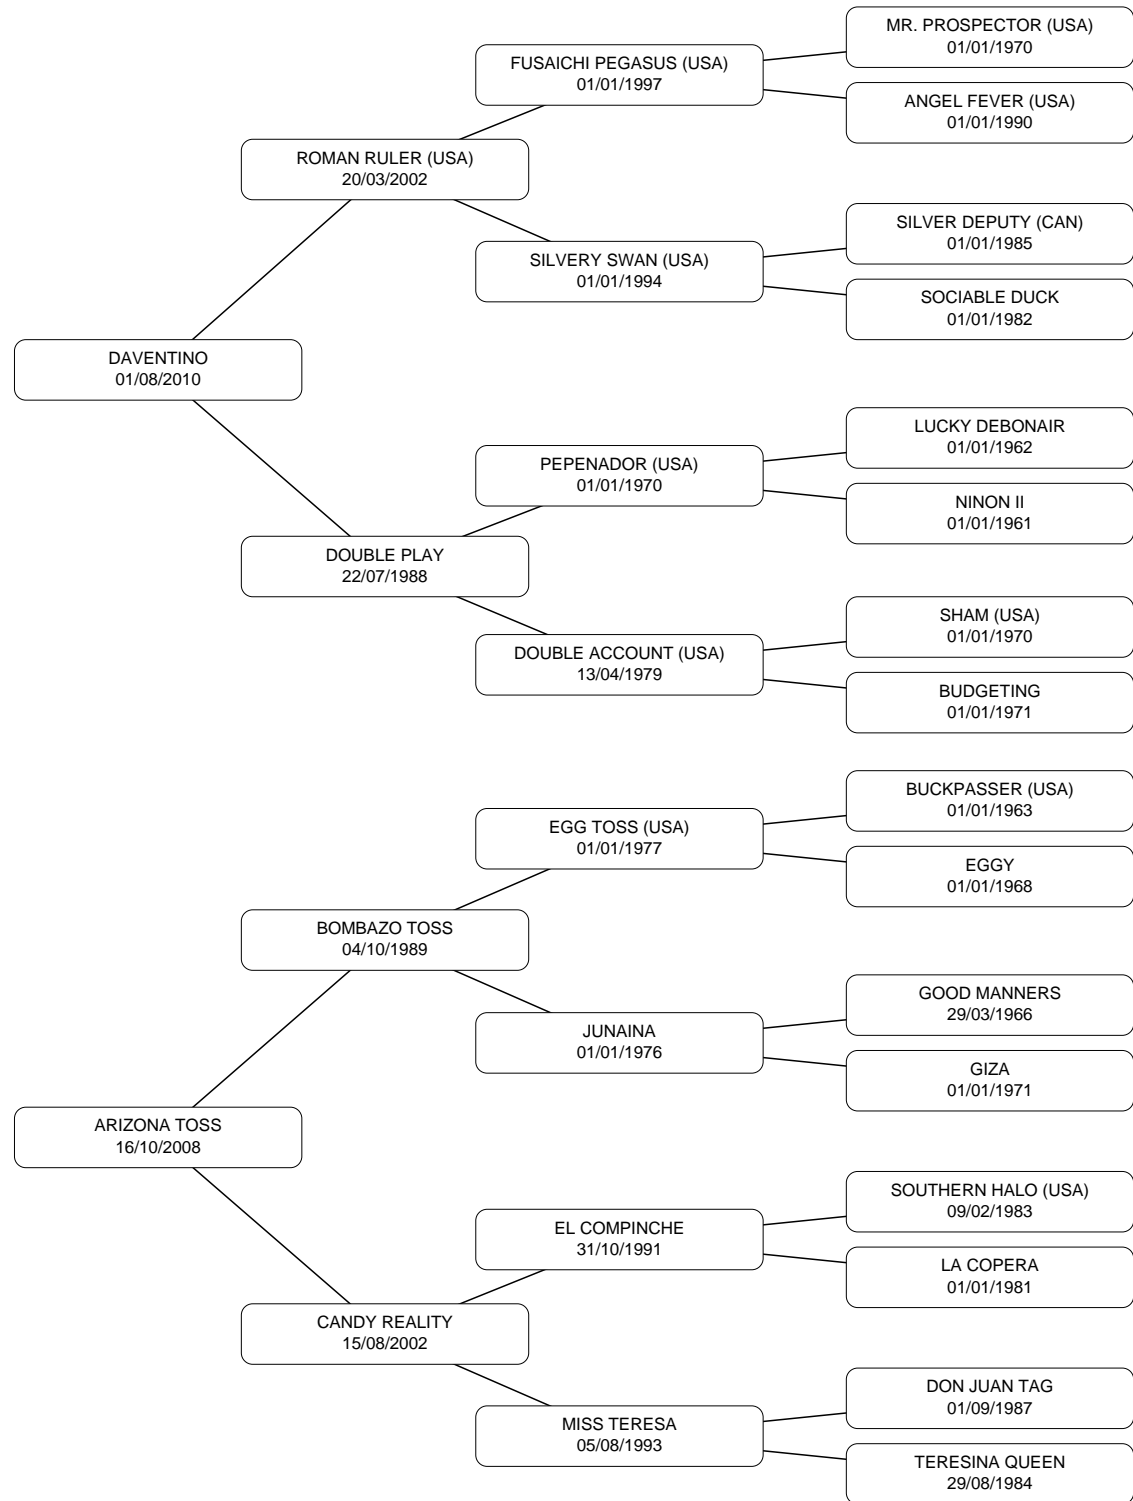 MR. PROSPECTOR (USA)
01/01/1970
FUSAICHI PEGASUS (USA)
01/01/1997
ANGEL FEVER (USA)
01/01/1990
ROMAN RULER (USA)
20/03/2002
SILVER DEPUTY (CAN)
01/01/1985
SILVERY SWAN (USA)
01/01/1994
SOCIABLE DUCK
01/01/1982
DAVENTINO
01/08/2010
LUCKY DEBONAIR
01/01/1962
PEPENADOR (USA)
01/01/1970
NINON II
01/01/1961
DOUBLE PLAY
22/07/1988
SHAM (USA)
01/01/1970
DOUBLE ACCOUNT (USA)
13/04/1979
BUDGETING
01/01/1971
BUCKPASSER (USA)
01/01/1963
EGG TOSS (USA)
01/01/1977
EGGY
01/01/1968
BOMBAZO TOSS
04/10/1989
GOOD MANNERS
29/03/1966
JUNAINA
01/01/1976
GIZA
01/01/1971
ARIZONA TOSS
16/10/2008
SOUTHERN HALO (USA)
09/02/1983
EL COMPINCHE
31/10/1991
LA COPERA
01/01/1981
CANDY REALITY
15/08/2002
DON JUAN TAG
01/09/1987
MISS TERESA
05/08/1993
TERESINA QUEEN
29/08/1984